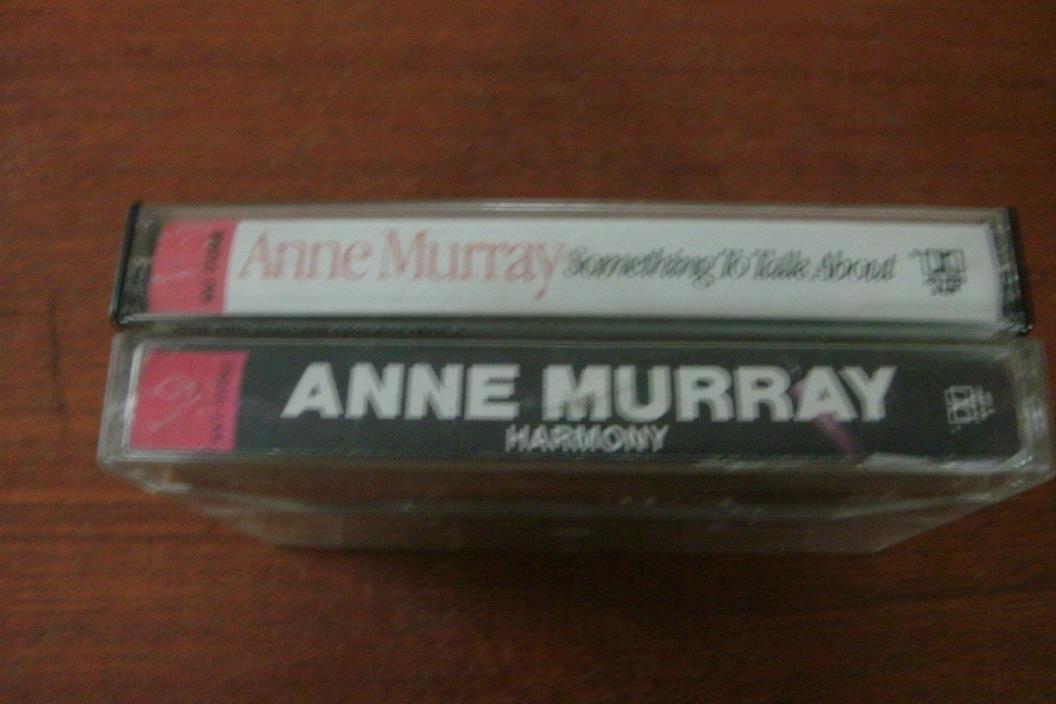 Anne Murray Something To Talk About
ANNE MURRAY
HARMONY